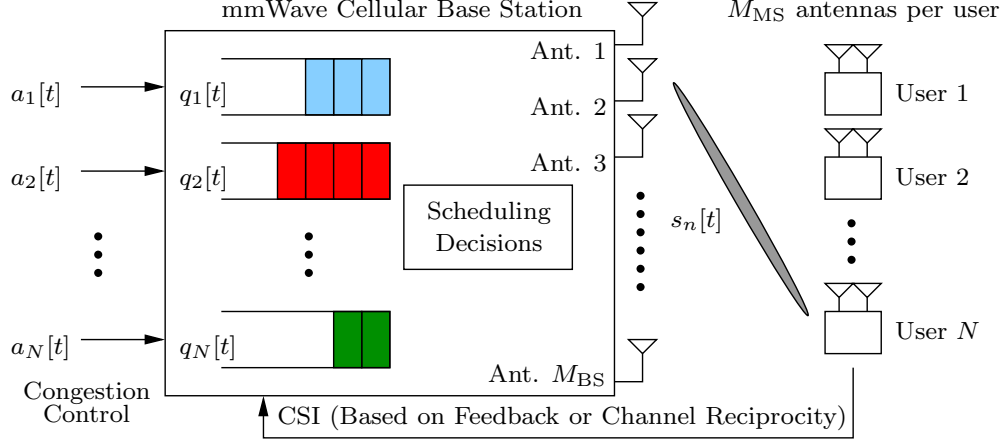 mmWave Cellular Base Station
M_MS antennas per user
Ant. 1
a_1[t]
q_1[t]
User 1
Ant. 2
a_2[t]
q_2[t]
Ant. 3
User 2
Scheduling
Decisions
s_n[t]
a_N[t]
q_N[t]
User N
Ant. M_BS
Congestion
Control
CSI (Based on Feedback or Channel Reciprocity)